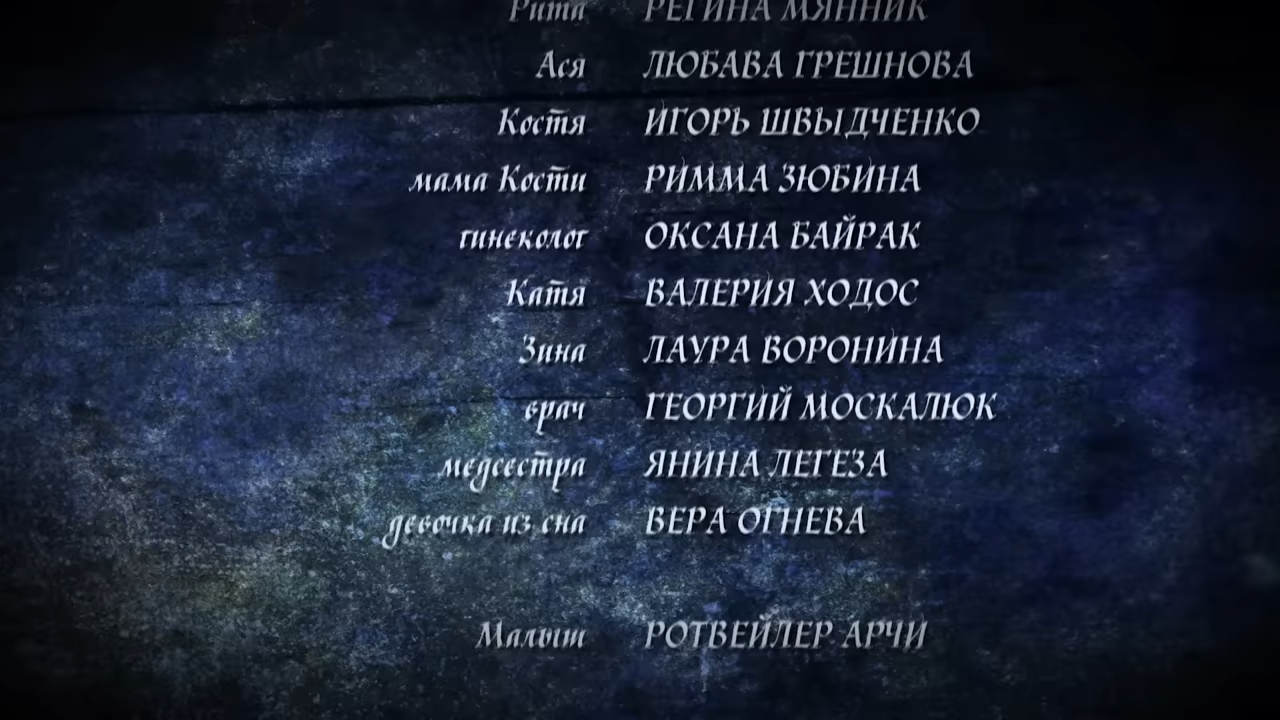 Рита РЕГИНА МЯННИК
Ася ЛЮБАВА ГРЕШНОВА
Костя ИГОРЬ ШВЫДЧЕНКО
мама Кости РИММА ЗЮБИНА
гинеколог ОКСАНА БАЙРАК
Катя ВАЛЕРИЯ ХОДОС
Зина ЛАУРА ВОРОНИНА
врач ГЕОРГИЙ МОСКАЛЮК
медсестра ЯНИНА ЛЕГЕЗА
девочка из сна ВЕРА ОГНЕВА
Малыш РОТВЕЙЛЕР АРЧИ